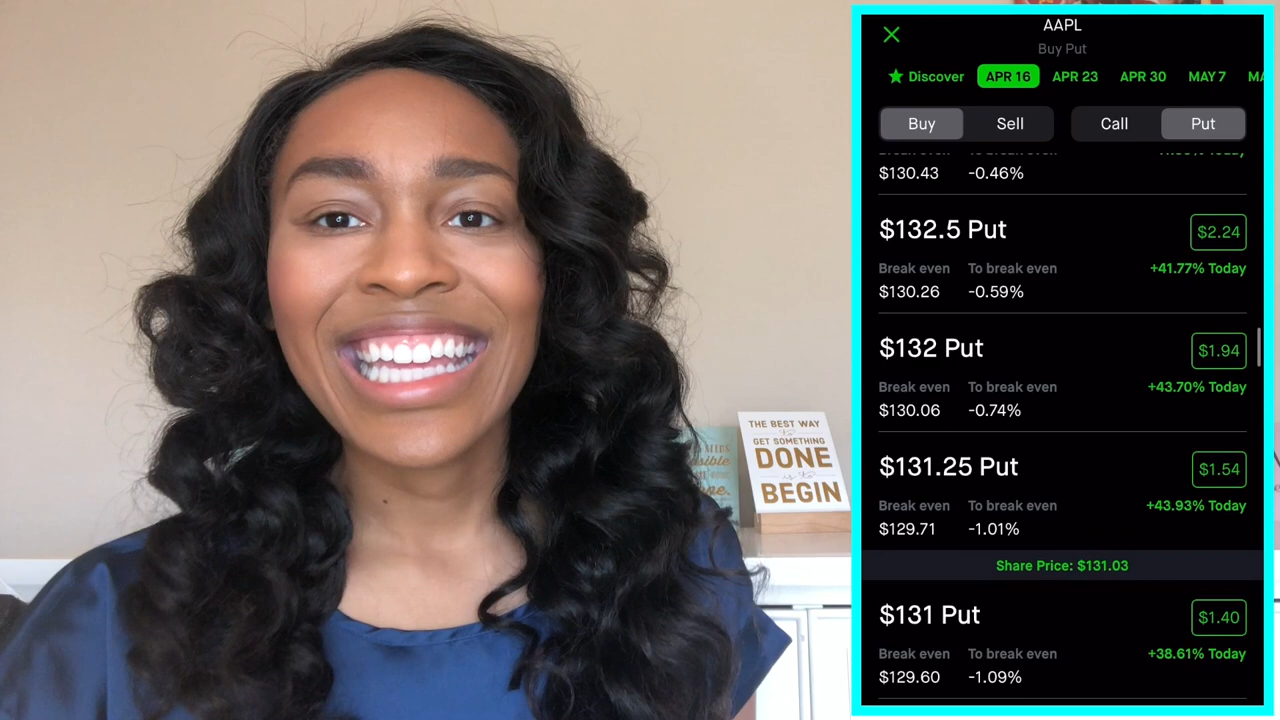 AAPL
Buy Put
Discover APR 16 APR 23 APR 30 MAY 7
Buy Sell Call Put
$130.43 -0.46%
$132.5 Put $2.24
Break even To break even +41.77% Today
$130.26 -0.59%
$132 Put $1.94
Break even To break even +43.70% Today
$130.06 -0.74%
$131.25 Put $1.54
Break even To break even +43.93% Today
$129.71 -1.01%
Share Price: $131.03
$131 Put $1.40
Break even To break even +38.61% Today
$129.60 -1.09%
THE BEST WAY
to
GET SOMETHING
DONE
is to
BEGIN